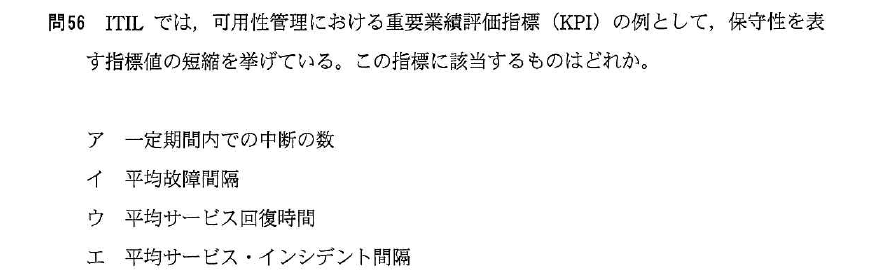 問56 ITIL では，可用性管理における重要業績評価指標（KPI）の例として，保守性を表
す指標値の短縮を挙げている。この指標に該当するものはどれか。
ア 一定期間内での中断の数
イ 平均故障間隔
ウ 平均サービス回復時間
エ 平均サービス・インシデント間隔